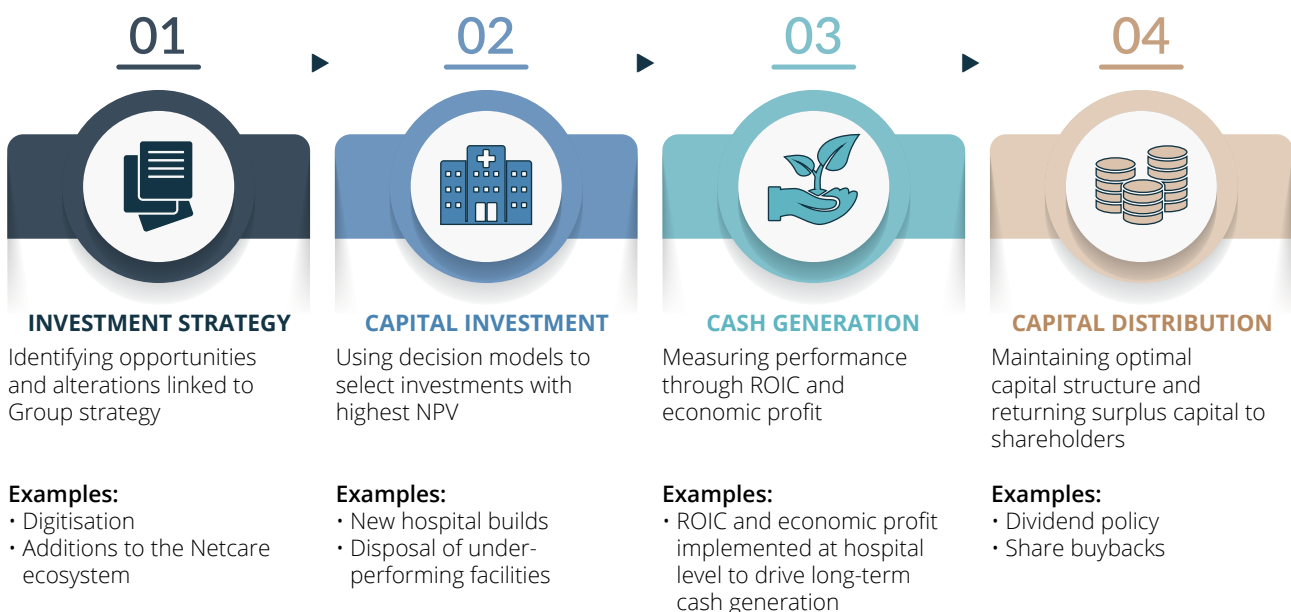 01
02
03
04
INVESTMENT STRATEGY
Identifying opportunities
and alterations linked to
Group strategy
Examples:
• Digitisation
• Additions to the Netcare
ecosystem
CAPITAL INVESTMENT
Using decision models to
select investments with
highest NPV
Examples:
• New hospital builds
• Disposal of under-
performing facilities
CASH GENERATION
Measuring performance
through ROIC and
economic profit
Examples:
• ROIC and economic profit
implemented at hospital
level to drive long-term
cash generation
CAPITAL DISTRIBUTION
Maintaining optimal
capital structure and
returning surplus capital to
shareholders
Examples:
• Dividend policy
• Share buybacks